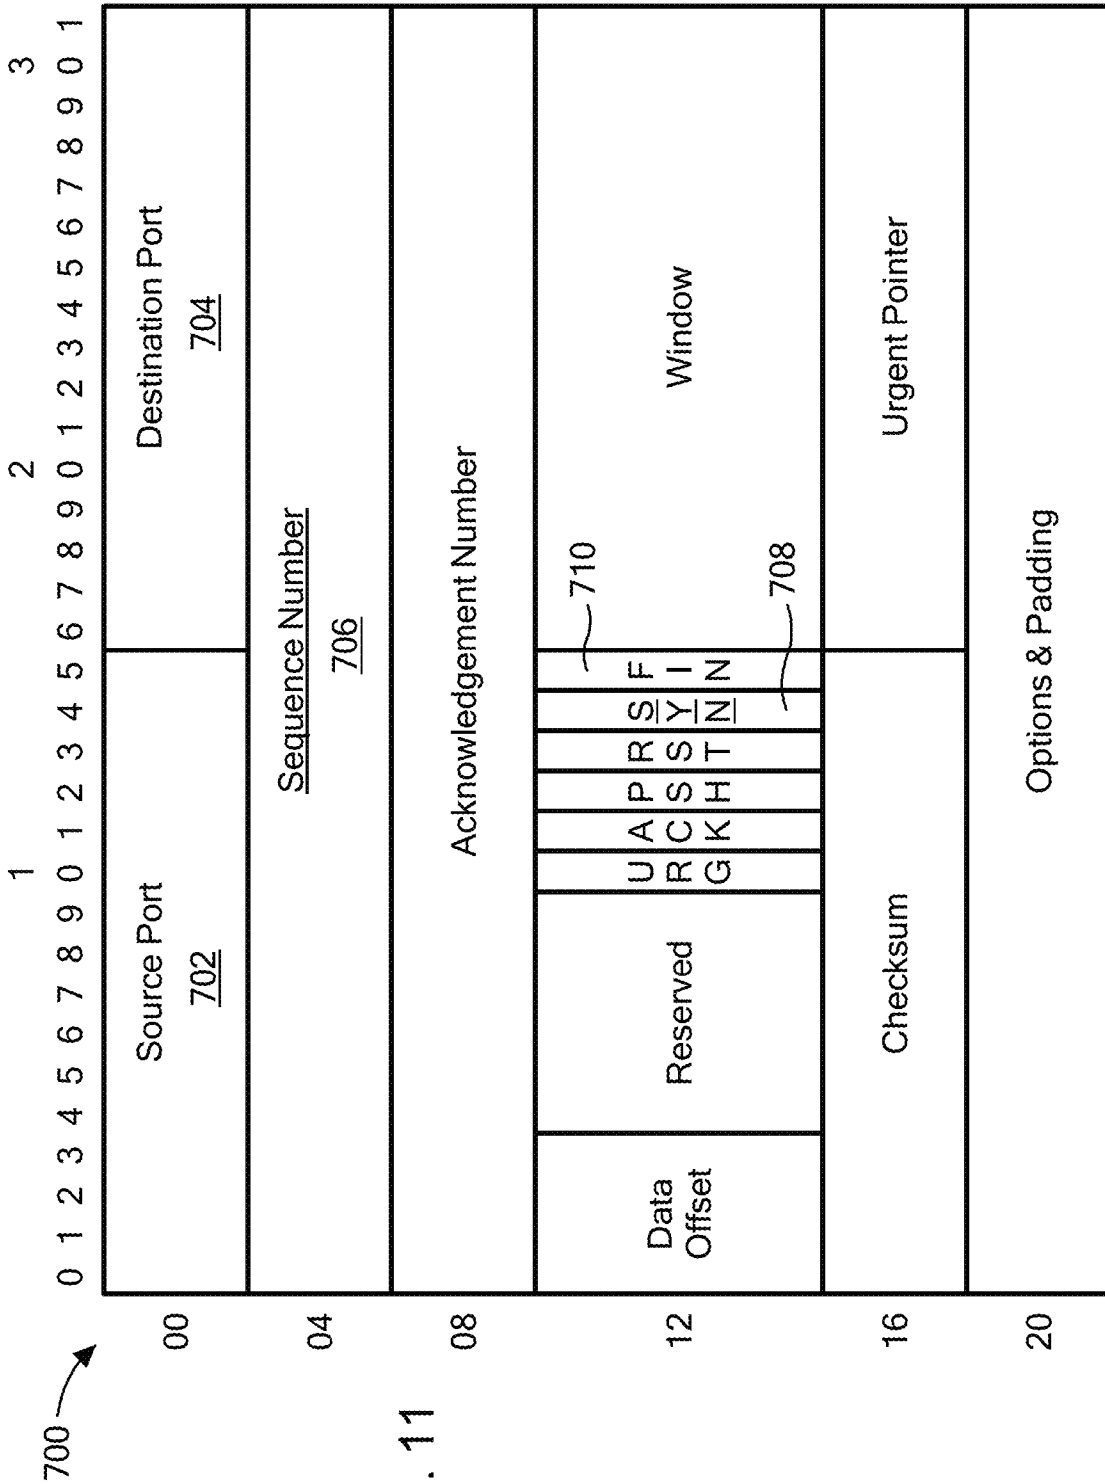 700
1 2 3
0 1 2 3 4 5 6 7 8 9 0 1 2 3 4 5 6 7 8 9 0 1 2 3 4 5 6 7 8 9 0 1
00
Source Port
702
Destination Port
704
04
Sequence Number
706
08
Acknowledgement Number
12
Data
Offset
Reserved
URG
ACK
PSH
RST
SYN
FIN
710
708
Window
16
Checksum
Urgent Pointer
20
Options & Padding
. 11